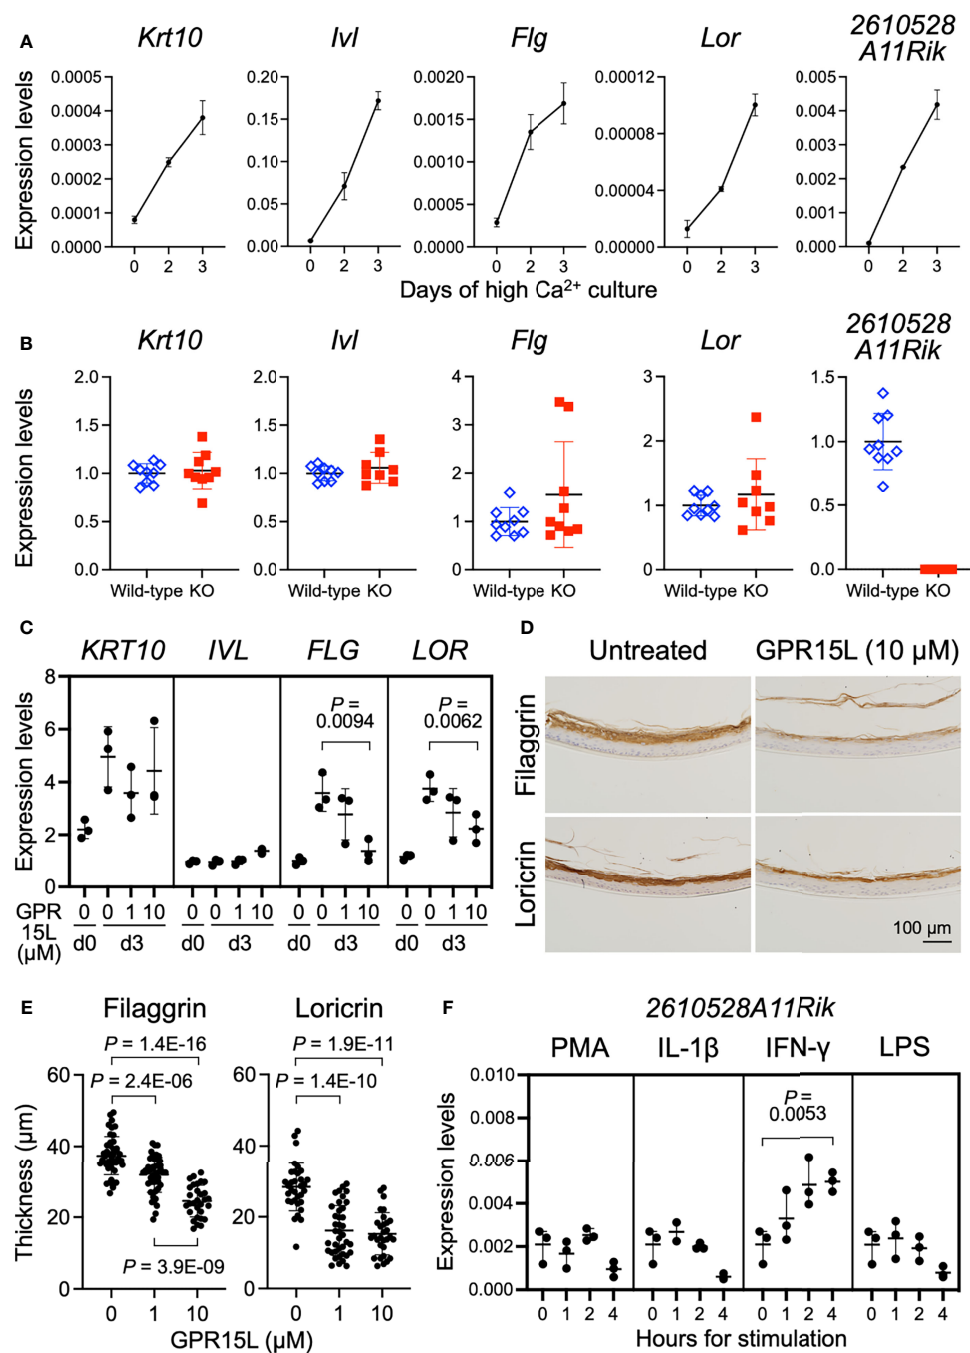 A
Krt10
Ivl
Flg
Lor
2610528
A11Rik
Expression levels
0.0005
0.0004
0.0003
0.0002
0.0001
0.0000
0 2 3
0.20
0.15
0.10
0.05
0.00
0 2 3
0.0020
0.0015
0.0010
0.0005
0.0000
0 2 3
0.00012
0.00008
0.00004
0.00000
0 2 3
0.005
0.004
0.003
0.002
0.001
0.000
0 2 3
Days of high Ca²⁺ culture
B
Krt10
Ivl
Flg
Lor
2610528
A11Rik
Expression levels
2.0
1.5
1.0
0.5
0.0
Wild-type KO
2.0
1.5
1.0
0.5
0.0
Wild-type KO
4
3
2
1
0
Wild-type KO
3
2
1
0
Wild-type KO
1.5
1.0
0.5
0.0
Wild-type KO
C
KRT10 IVL FLG LOR
Expression levels
8
6
4
2
0
P =
0.0094
P =
0.0062
0 0 1 10 0 0 1 10 0 0 1 10 0 0 1 10
GPR
15L
(µM)
d0 d3 d0 d3 d0 d3 d0 d3
D
Untreated GPR15L (10 µM)
Filaggrin
Loricrin
100 µm
E
Filaggrin
Loricrin
Thickness (µm)
P = 1.4E-16
P = 2.4E-06
P = 3.9E-09
60
40
20
0
0 1 10
P = 1.9E-11
P = 1.4E-10
60
40
20
0
0 1 10
GPR15L (µM)
F
2610528A11Rik
PMA IL-1β IFN-γ LPS
Expression levels
0.010
0.008
0.006
0.004
0.002
0.000
P =
0.0053
0 1 2 4 0 1 2 4 0 1 2 4 0 1 2 4
Hours for stimulation